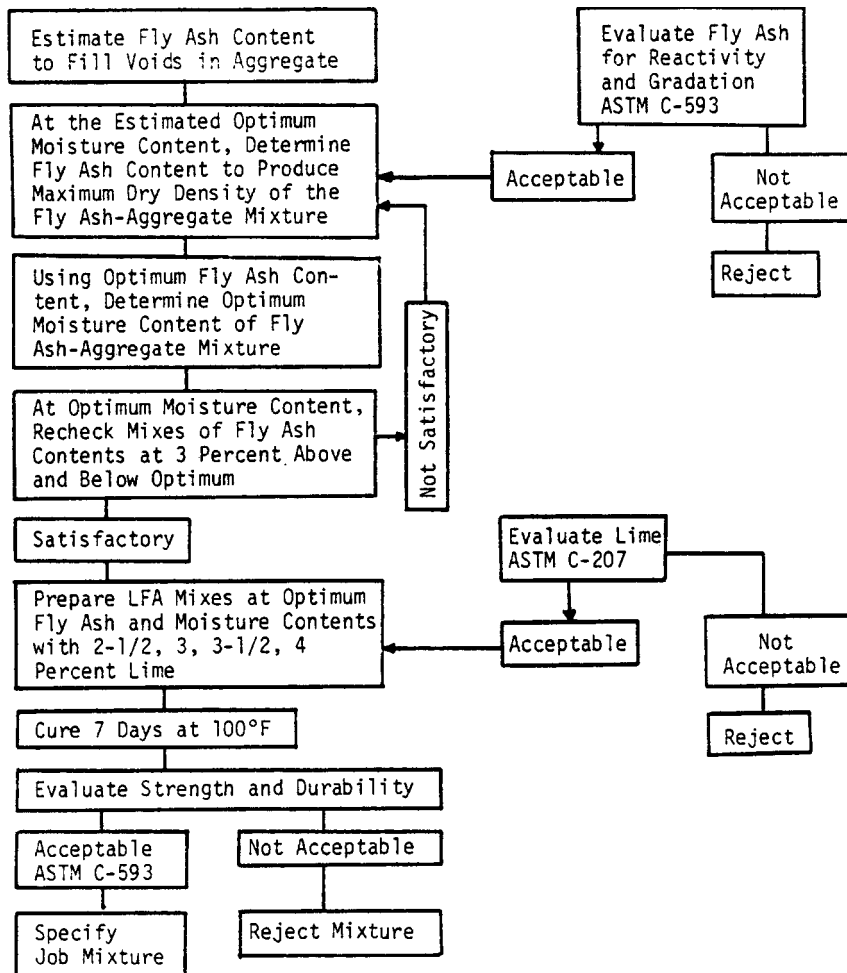 Estimate Fly Ash Content
to Fill Voids in Aggregate
Evaluate Fly Ash
for Reactivity
and Gradation
ASTM C-593
At the Estimated Optimum
Moisture Content, Determine
Fly Ash Content to Produce
Maximum Dry Density of the
Fly Ash-Aggregate Mixture
Acceptable
Not
Acceptable
Reject
Using Optimum Fly Ash Con-
tent, Determine Optimum
Moisture Content of Fly
Ash-Aggregate Mixture
Not Satisfactory
At Optimum Moisture Content,
Recheck Mixes of Fly Ash
Contents at 3 Percent Above
and Below Optimum
Satisfactory
Evaluate Lime
ASTM C-207
Prepare LFA Mixes at Optimum
Fly Ash and Moisture Contents
with 2-1/2, 3, 3-1/2, 4
Percent Lime
Acceptable
Not
Acceptable
Reject
Cure 7 Days at 100°F
Evaluate Strength and Durability
Acceptable
ASTM C-593
Not Acceptable
Specify
Job Mixture
Reject Mixture